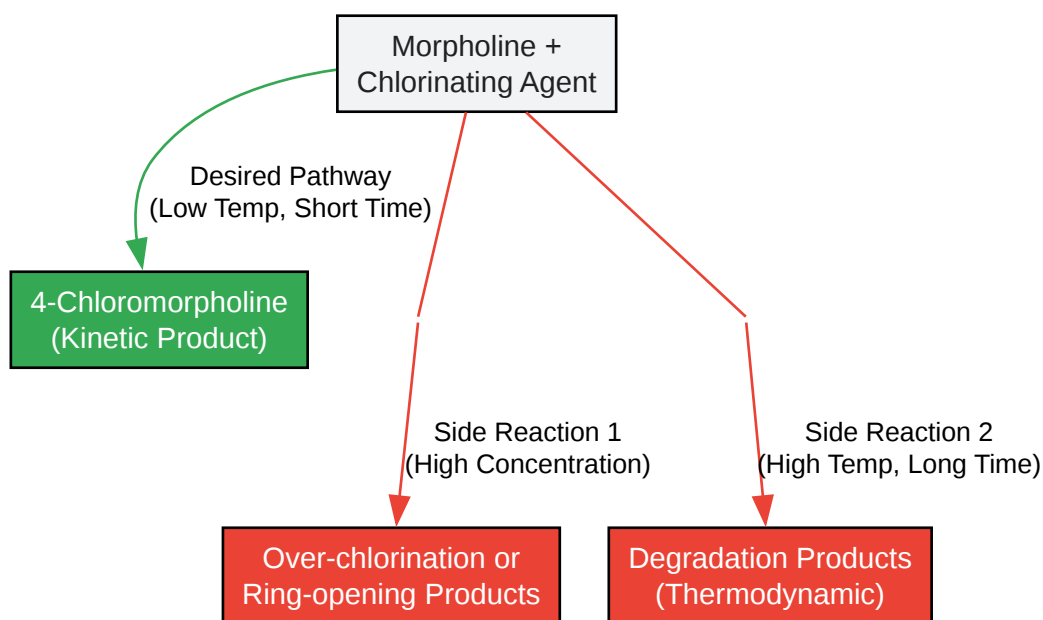 Morpholine +
Chlorinating Agent
Desired Pathway
(Low Temp, Short Time)
4-Chloromorpholine
(Kinetic Product)
Side Reaction 1
(High Concentration)
Side Reaction 2
(High Temp, Long Time)
Over-chlorination or
Ring-opening Products
Degradation Products
(Thermodynamic)